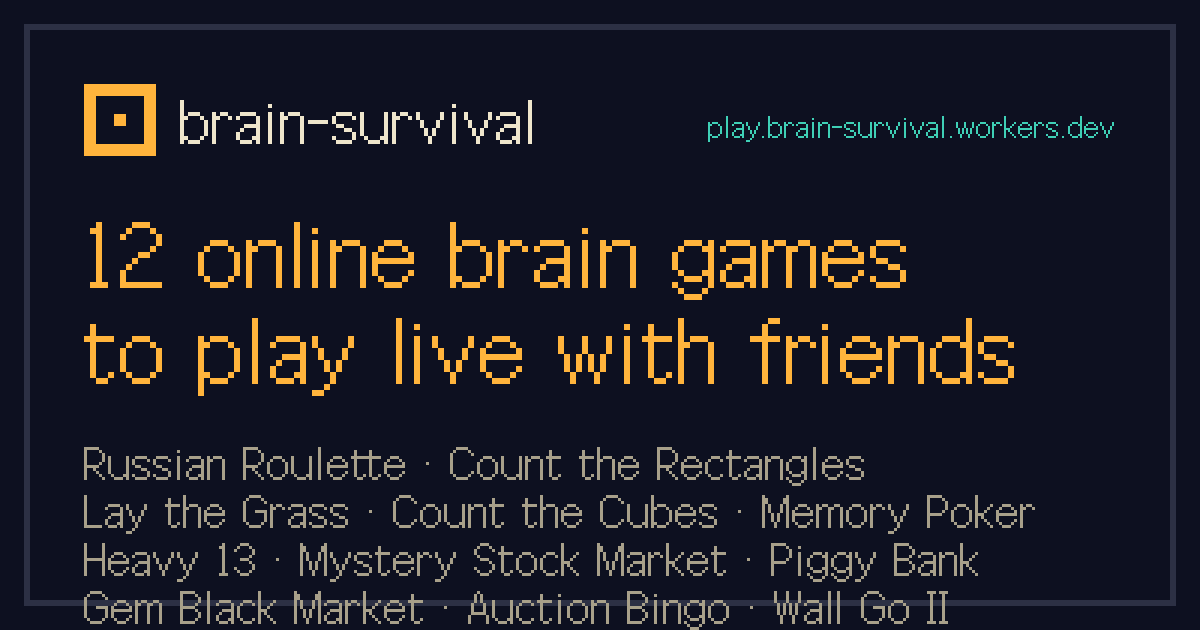 brain-survival
play.brain-survival.workers.dev
12 online brain games
to play live with friends
Russian Roulette · Count the Rectangles
Lay the Grass · Count the Cubes · Memory Poker
Heavy 13 · Mystery Stock Market · Piggy Bank
Gem Black Market · Auction Bingo · Wall Go II